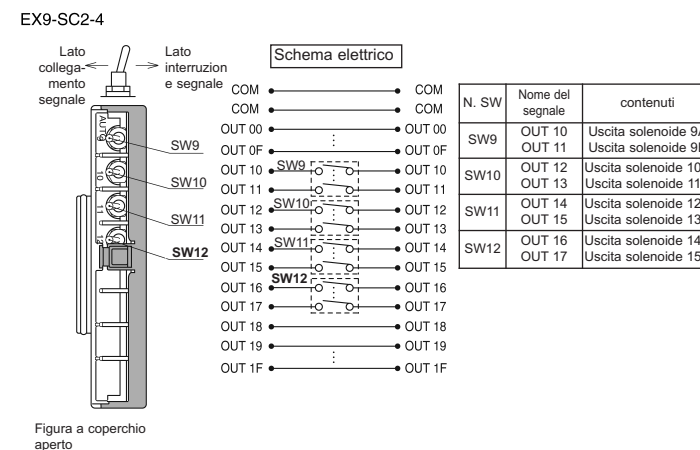 EX9-SC2-4
Lato
collega-
mento
segnale
Lato
interruzion
e segnale
AUTO
10
11
12
SW9
SW10
SW11
SW12
Figura a coperchio
aperto
Schema elettrico
COM COM
COM COM
OUT 00 OUT 00
OUT 0F OUT 0F
OUT 10 SW9 OUT 10
OUT 11 OUT 11
OUT 12 SW10 OUT 12
OUT 13 OUT 13
OUT 14 SW11 OUT 14
OUT 15 OUT 15
OUT 16 SW12 OUT 16
OUT 17 OUT 17
OUT 18 OUT 18
OUT 19 OUT 19
OUT 1F OUT 1F
N. SW Nome del segnale contenuti
SW9 OUT 10 Uscita solenoide 9A
OUT 11 Uscita solenoide
SW10 OUT 12 Uscita solenoide 10
OUT 13 Uscita solenoide 11
SW11 OUT 14 Uscita solenoide 12
OUT 15 Uscita solenoide 13
SW12 OUT 16 Uscita solenoide 14
OUT 17 Uscita solenoide 15